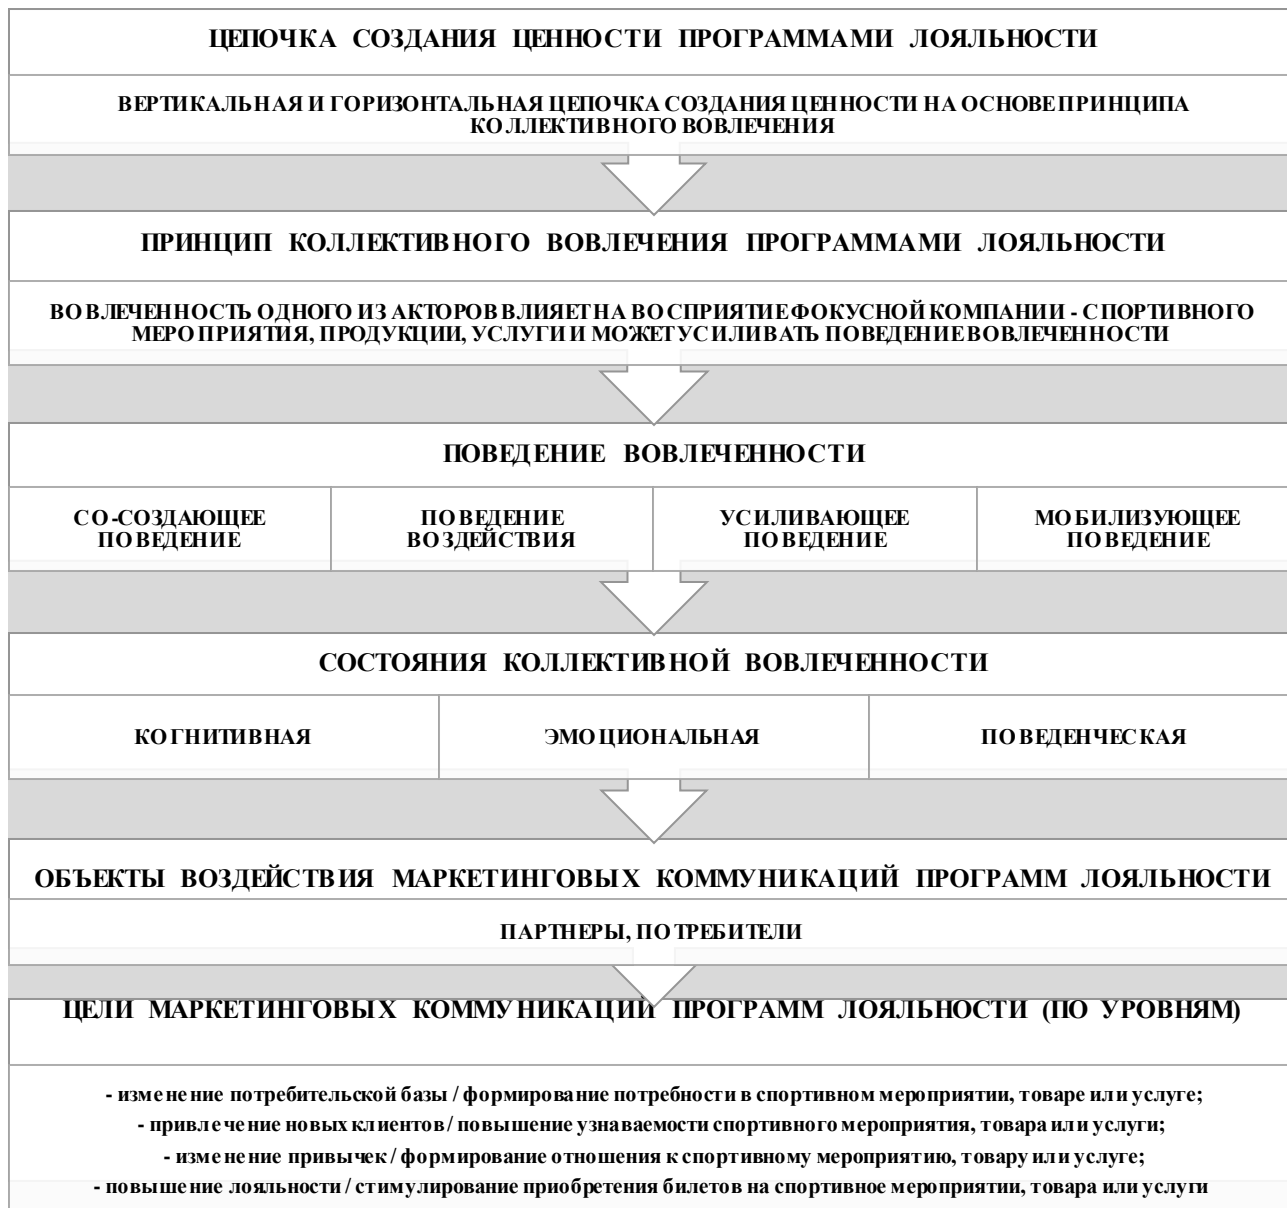 ЦЕПОЧКА СОЗДАНИЯ ЦЕННОСТИ ПРОГРАММАМИ ЛОЯЛЬНОСТИ
ВЕРТИКАЛЬНАЯ И ГОРИЗОНТАЛЬНАЯ ЦЕПОЧКА СОЗДАНИЯ ЦЕННОСТИ НА ОСНОВЕ ПРИНЦИПА
КОЛЛЕКТИВНОГО ВОВЛЕЧЕНИЯ
ПРИНЦИП КОЛЛЕКТИВНОГО ВОВЛЕЧЕНИЯ ПРОГРАММАМИ ЛОЯЛЬНОСТИ
ВОВЛЕЧЕННОСТЬ ОДНОГО ИЗ АКТОРОВ ВЛИЯЕТ НА ВОСПРИЯТИЕ ФОКУСНОЙ КОМПАНИИ - СПОРТИВНОГО
МЕРОПРИЯТИЯ, ПРОДУКЦИИ, УСЛУГИ И МОЖЕТ УСИЛИВАТЬ ПОВЕДЕНИЕ ВОВЛЕЧЕННОСТИ
ПОВЕДЕНИЕ ВОВЛЕЧЕННОСТИ
СО-СОЗДАЮЩЕЕ
ПОВЕДЕНИЕ
ПОВЕДЕНИЕ
ВОЗДЕЙСТВИЯ
УСИЛИВАЮЩЕЕ
ПОВЕДЕНИЕ
МОБИЛИЗУЮЩЕЕ
ПОВЕДЕНИЕ
СОСТОЯНИЯ КОЛЛЕКТИВНОЙ ВОВЛЕЧЕННОСТИ
КОГНИТИВНАЯ
ЭМОЦИОНАЛЬНАЯ
ПОВЕДЕНЧЕСКАЯ
ОБЪЕКТЫ ВОЗДЕЙСТВИЯ МАРКЕТИНГОВЫХ КОММУНИКАЦИЙ ПРОГРАММ ЛОЯЛЬНОСТИ
ПАРТНЕРЫ, ПОТРЕБИТЕЛИ
ЦЕЛИ МАРКЕТИНГОВЫХ КОММУНИКАЦИЙ ПРОГРАММ ЛОЯЛЬНОСТИ (ПО УРОВНЯМ)
- изменение потребительской базы / формирование потребности в спортивном мероприятии, товаре или услуге;
- привлечение новых клиентов / повышение узнаваемости спортивного мероприятия, товара или услуги;
- изменение привычек / формирование отношения к спортивному мероприятию, товару или услуге;
- повышение лояльности / стимулирование приобретения билетов на спортивное мероприятии, товара или услуги